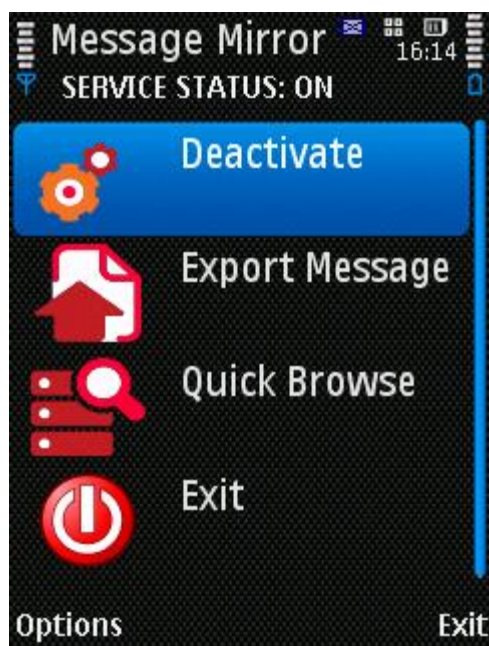 Message Mirror
16:14
SERVICE STATUS: ON
Deactivate
Export Message
Quick Browse
Exit
Options Exit